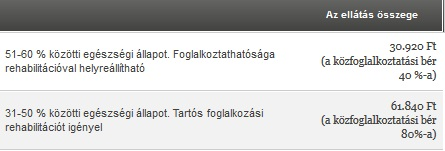 Az ellátás összege
51-60 % közötti egészségi állapot. Foglalkoztathatósága
rehabilitációval helyreállítható
30.920 Ft
(a közfoglalkoztatási bér
40 %-a)
31-50 % közötti egészségi állapot. Tartós foglalkozási
rehabilitációt igényel
61.840 Ft
(a közfoglalkoztatási bér
80%-a)